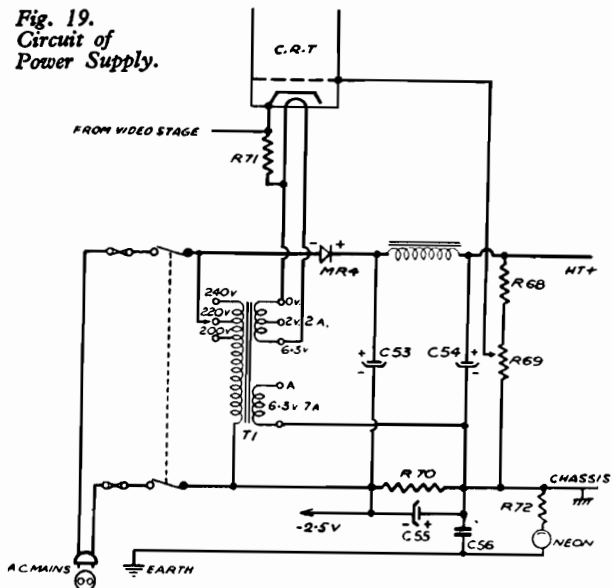 Fig. 19.
Circuit of
Power Supply.
C.R.T
FROM VIDEO STAGE
R71
- +
MR4
HT+
R68
240v
220v
200v
0v.
2v. 2A.
6.3v
+
-
C53
C54
+
-
R69
A
6.3v 7A
T1
R70
CHASSIS
-2.5V
- +
C55
C56
R72
NEON
AC MAINS
EARTH